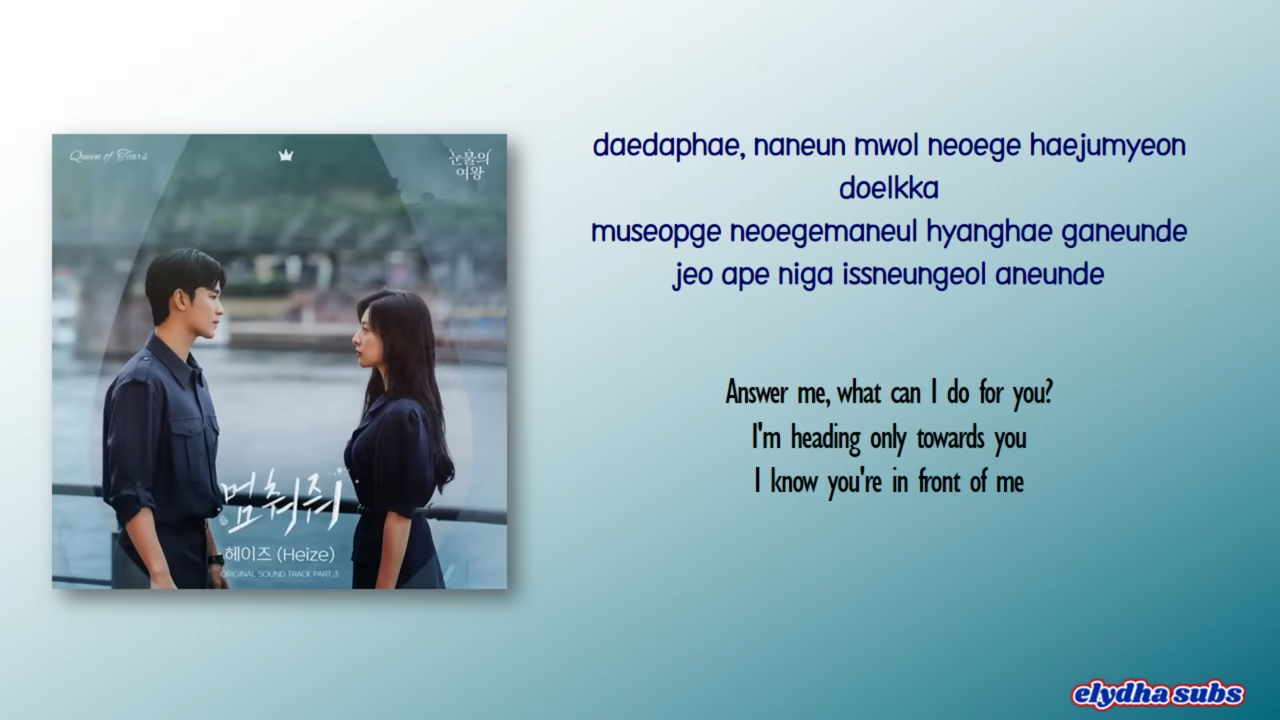 Queen of Tears
눈물의
여왕
멈춰줘
헤이즈 (Heize)
ORIGINAL SOUND TRACK PART.3
daedaphae, naneun mwol neoege haejumyeon
doelkka
museopge neoegemaneul hyanghae ganeunde
jeo ape niga issneungeol aneunde
Answer me, what can I do for you?
I'm heading only towards you
I know you're in front of me
elydha subs